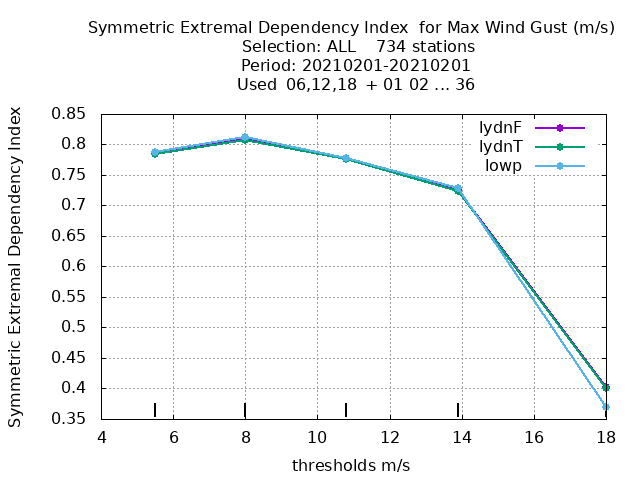 Symmetric Extremal Dependency Index  for Max Wind Gust (m/s)
Selection: ALL    734 stations
Period: 20210201-20210201
Used  06,12,18  + 01 02 ... 36
Symmetric Extremal Dependency Index
0.85
0.8
0.75
0.7
0.65
0.6
0.55
0.5
0.45
0.4
0.35
lydnF
lydnT
lowp
4 6 8 10 12 14 16 18
thresholds m/s